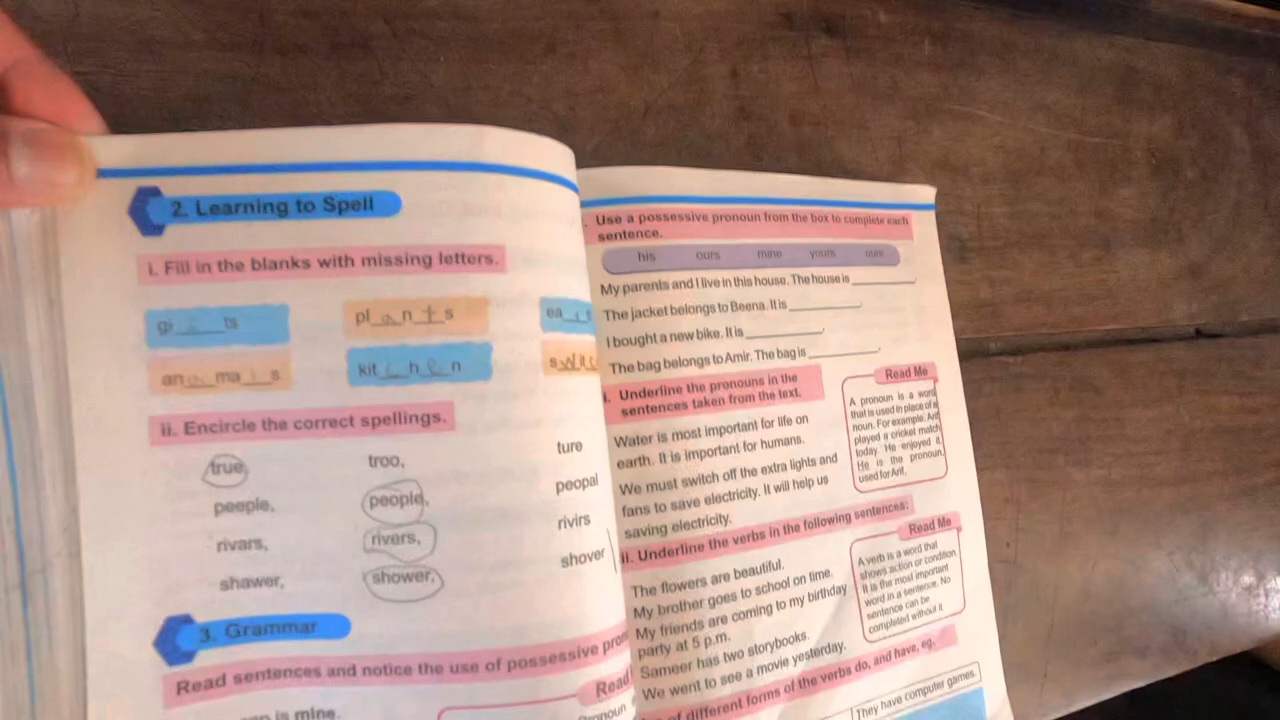 2. Learning to Spell
i. Fill in the blanks with missing letters.
gi____ts
pl_a_n_t_s
an_ma_s
kit_c_h_e_n
ii. Encircle the correct spellings.
true, troo, ture
peeple, people, peopal
rivars, rivers, rivirs
shawer, shower, shover
3. Grammar
Read sentences and notice the use of possessive
Read
is mine.
Use a possessive pronoun from the box to complete each
sentence.
his ours mine yours
My parents and I live in this house. The house is ________
The jacket belongs to Beena. It is ________.
I bought a new bike. It is ________.
The bag belongs to Amir. The bag is ________.
i. Underline the pronouns in the
sentences taken from the text.
Water is most important for life on
earth. It is important for humans.
We must switch off the extra lights and
fans to save electricity. It will help us
saving electricity.
Read Me
A pronoun is a word
that is used in place of a
noun. For example: Arif
played a cricket match
today. He enjoyed it.
He is the pronoun
used for Arif.
ii. Underline the verbs in the following sentences:
The flowers are beautiful.
My brother goes to school on time.
My friends are coming to my birthday
party at 5 p.m.
Sameer has two storybooks.
We went to see a movie yesterday.
Read Me
A verb is a word that
shows action or condition.
It is the most important
word in a sentence. No
sentence can be
completed without it
of different forms of the verbs do, and have, eg.
They have computer games.